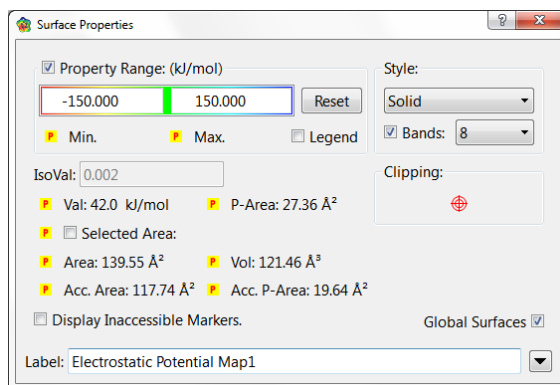 Surface Properties
Property Range: (kJ/mol)
Style:
-150.000 150.000 Reset
Solid
P Min. P Max. Legend
Bands: 8
IsoVal: 0.002
Clipping:
P Val: 42.0 kJ/mol P P-Area: 27.36 Å²
P Selected Area:
P Area: 139.55 Å² P Vol: 121.46 Å³
P Acc. Area: 117.74 Å² P Acc. P-Area: 19.64 Å²
Display Inaccessible Markers. Global Surfaces
Label: Electrostatic Potential Map1